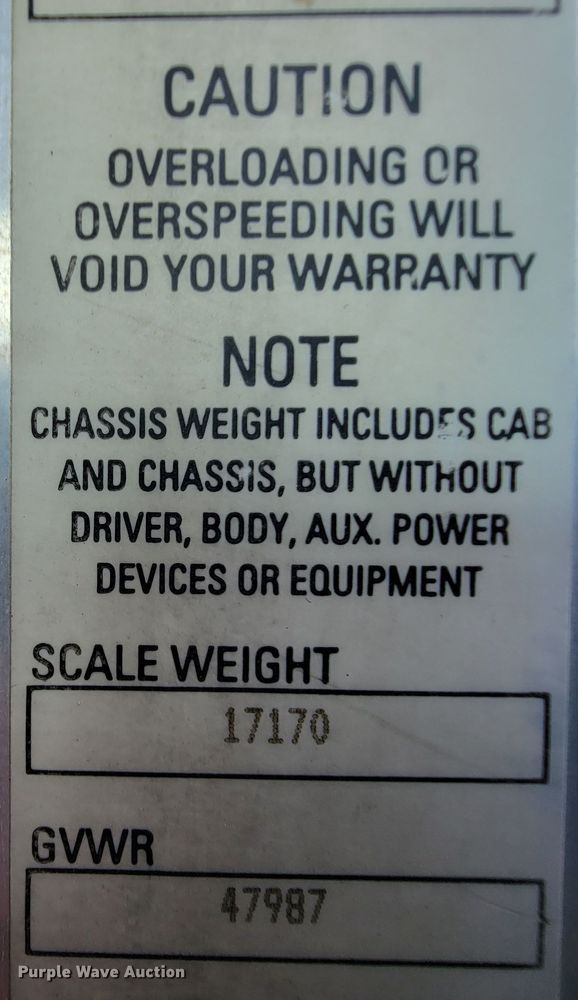 CAUTION
OVERLOADING OR
OVERSPEEDING WILL
VOID YOUR WARRANTY
NOTE
CHASSIS WEIGHT INCLUDES CAB
AND CHASSIS, BUT WITHOUT
DRIVER, BODY, AUX. POWER
DEVICES OR EQUIPMENT
SCALE WEIGHT
17170
GVWR
47987
Purple Wave Auction